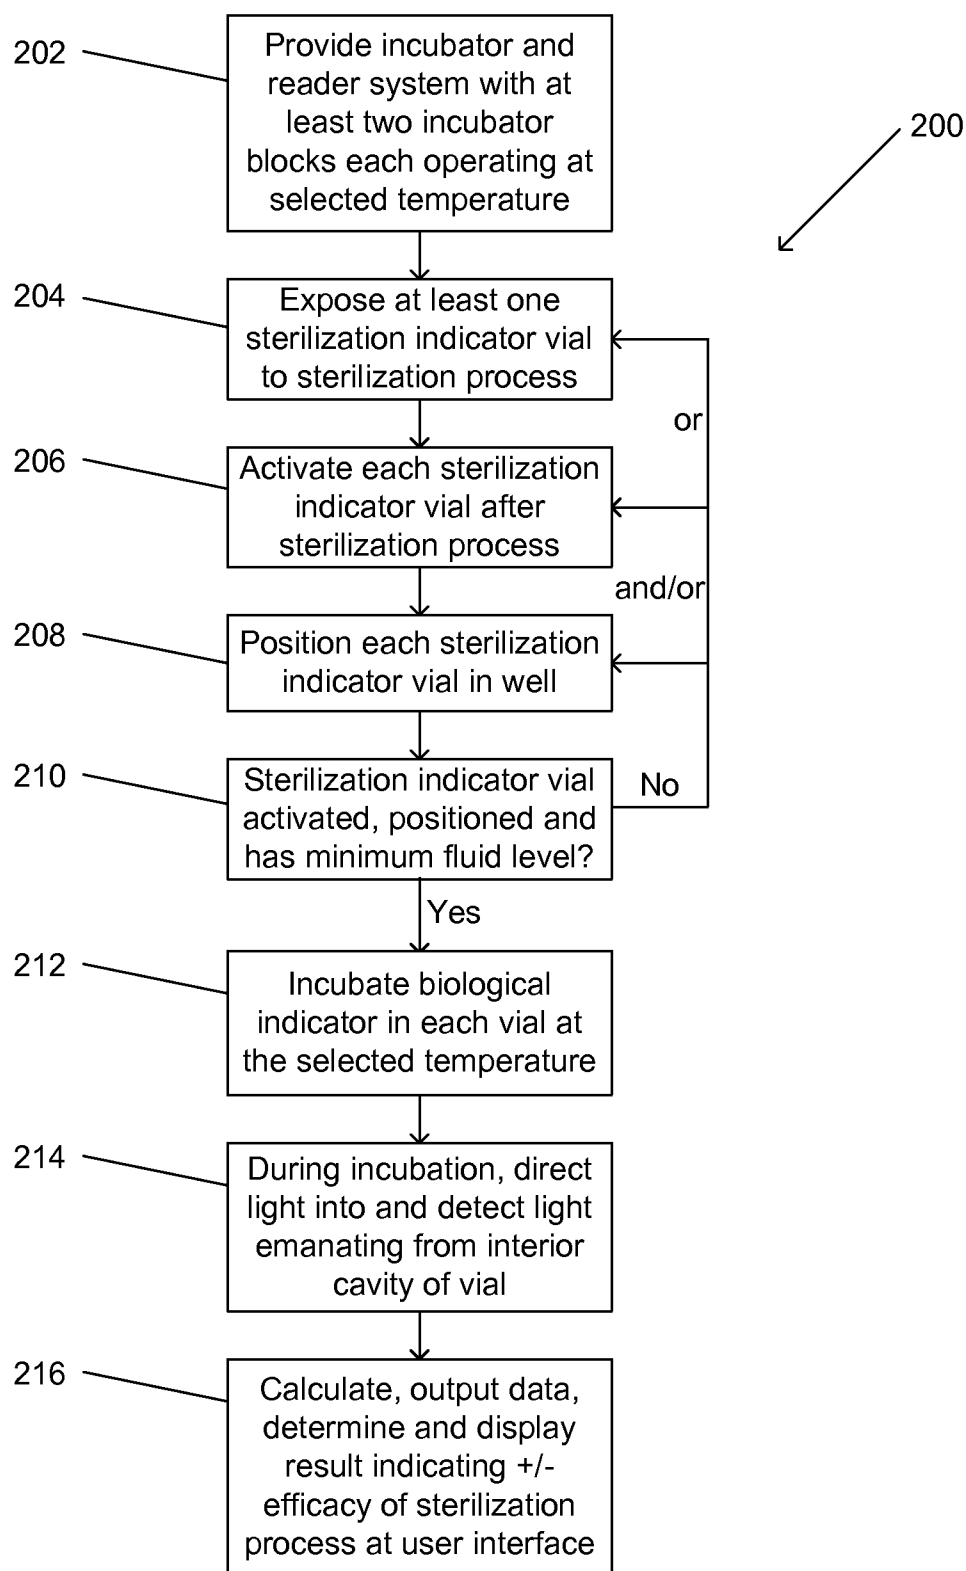 202
Provide incubator and
reader system with at
least two incubator
blocks each operating at
selected temperature
200
204
Expose at least one
sterilization indicator vial
to sterilization process
or
206
Activate each sterilization
indicator vial after
sterilization process
and/or
208
Position each sterilization
indicator vial in well
210
Sterilization indicator vial
activated, positioned and
has minimum fluid level?
No
Yes
212
Incubate biological
indicator in each vial at
the selected temperature
214
During incubation, direct
light into and detect light
emanating from interior
cavity of vial
216
Calculate, output data,
determine and display
result indicating +/-
efficacy of sterilization
process at user interface